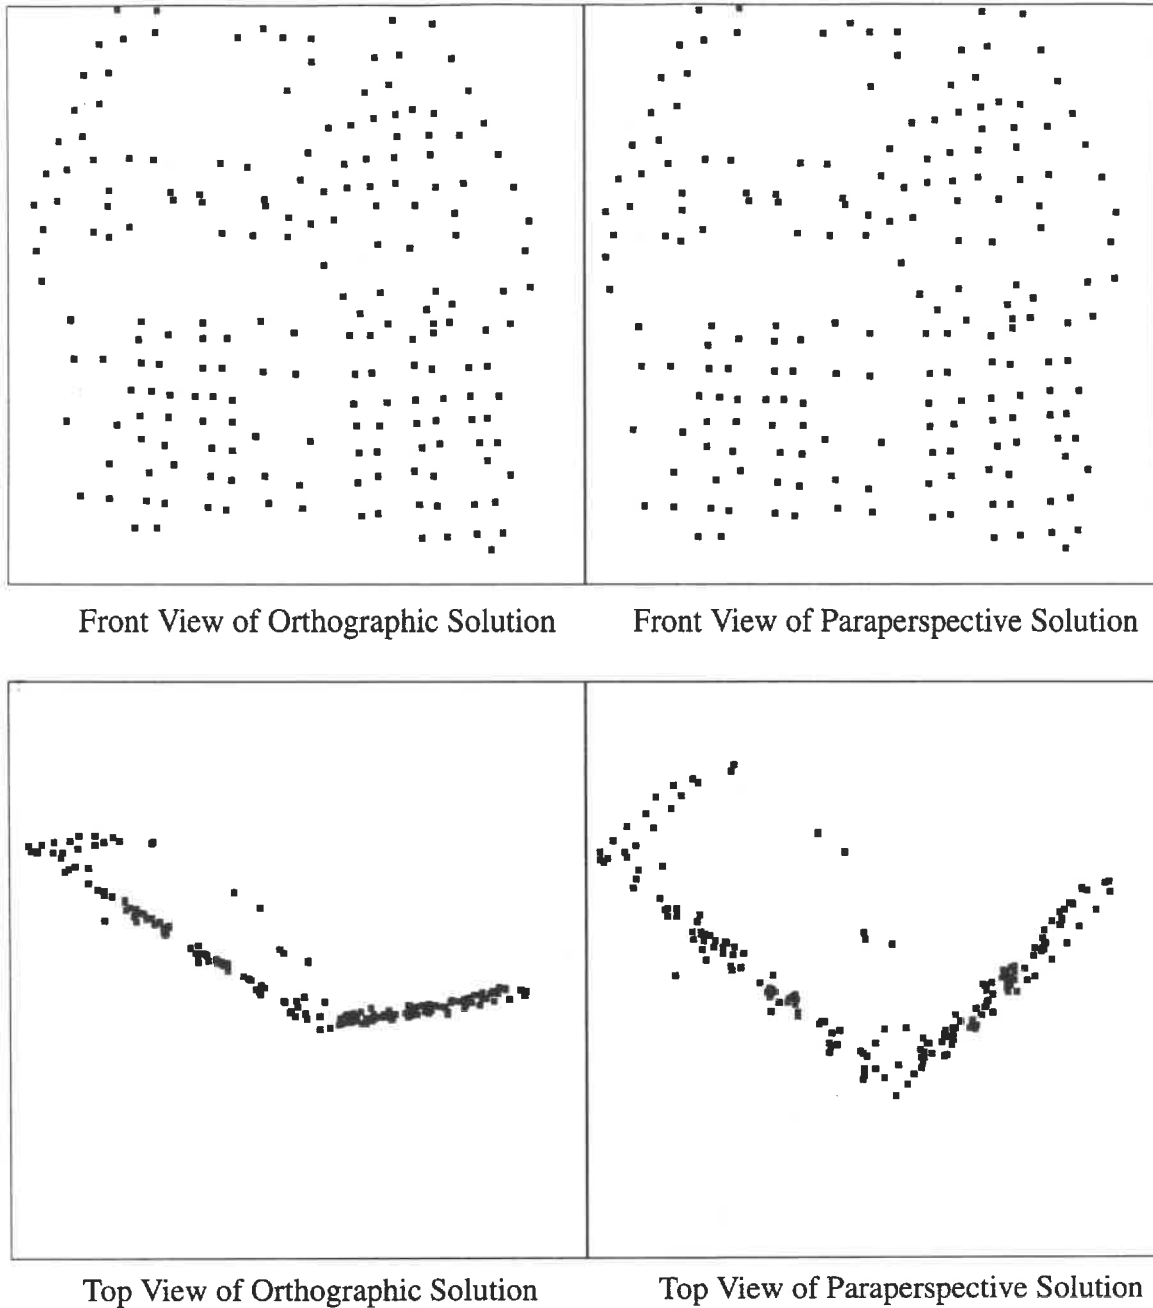 Front View of Orthographic Solution
Front View of Paraperspective Solution
Top View of Orthographic Solution
Top View of Paraperspective Solution